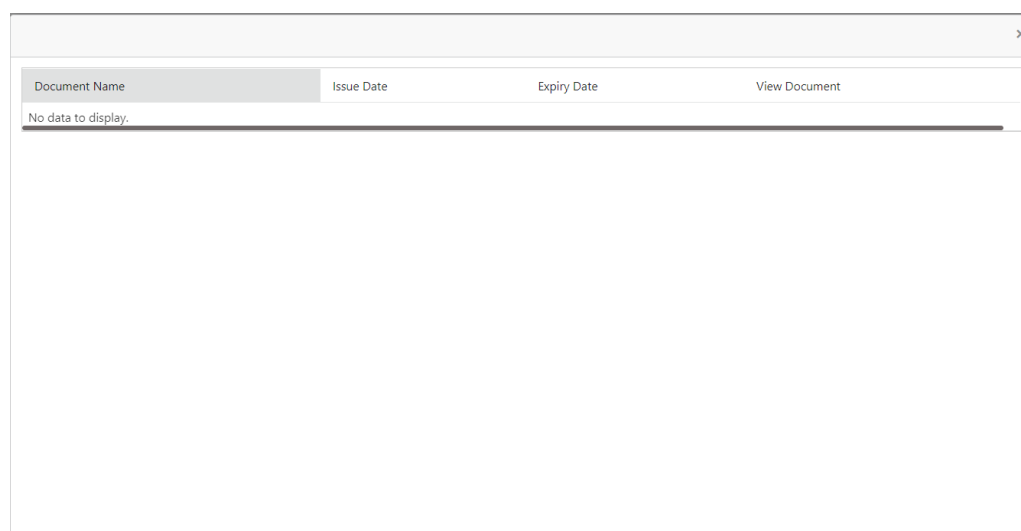 Document Name Issue Date Expiry Date View Document
No data to display.